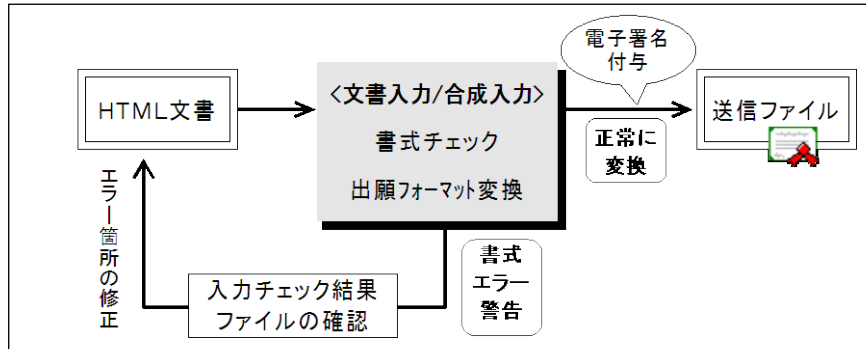 電子署名
付与
HTML文書
<文書入力/合成入力>
書式チェック
出願フォーマット変換
正常に
変換
送信ファイル
エラー箇所の修正
入力チェック結果
ファイルの確認
書式
エラー
警告